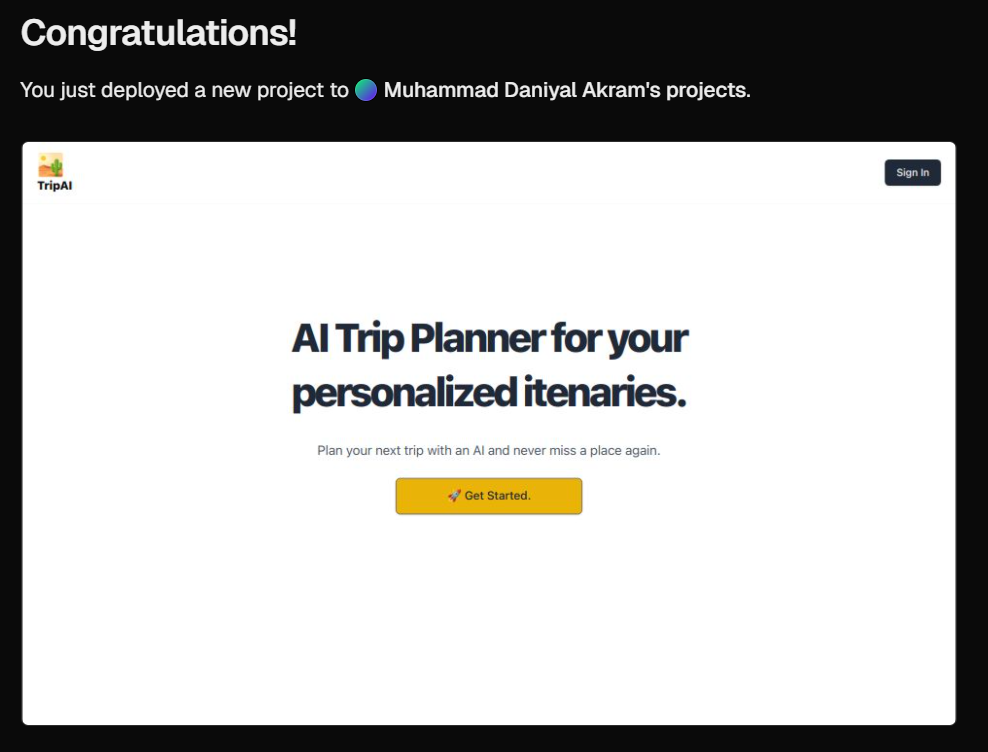 Congratulations!
You just deployed a new project to Muhammad Daniyal Akram's projects.
TripAI
Sign In
AI Trip Planner for your
personalized itenaries.
Plan your next trip with an AI and never miss a place again.
🚀 Get Started.